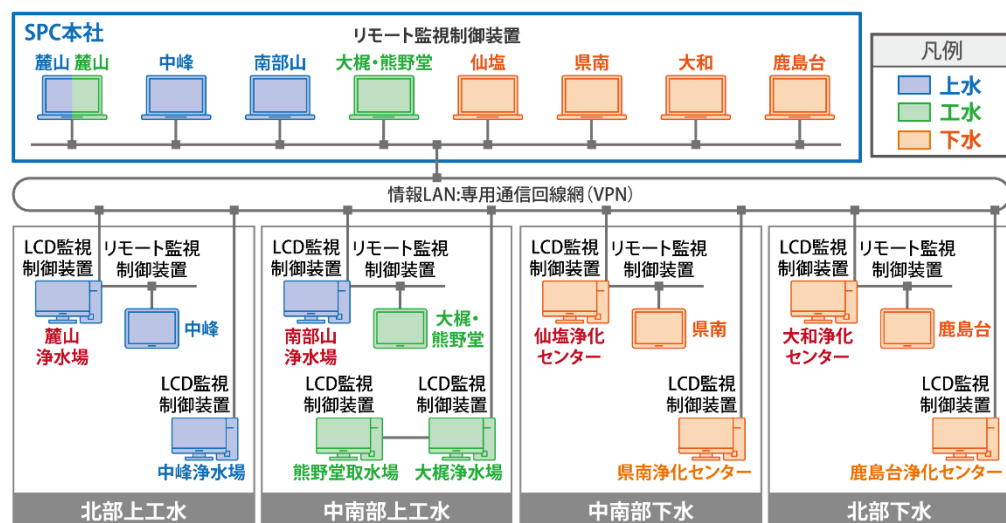 SPC本社
リモート監視制御装置
麓山 麓山
中峰
南部山
大梶・熊野堂
仙塩
県南
大和
鹿島台
凡例
上水
工水
下水
情報LAN:専用通信回線網(VPN)
LCD監視
制御装置
リモート監視
制御装置
麓山
浄水場
中峰
LCD監視
制御装置
中峰浄水場
北部上工水
LCD監視
制御装置
リモート監視
制御装置
南部山
浄水場
大梶・
熊野堂
LCD監視
制御装置
LCD監視
制御装置
熊野堂取水場
大梶浄水場
中南部上工水
LCD監視
制御装置
リモート監視
制御装置
仙塩浄化
センター
県南
LCD監視
制御装置
県南浄化センター
中南部下水
LCD監視
制御装置
リモート監視
制御装置
大和浄化
センター
鹿島台
LCD監視
制御装置
鹿島台浄化センター
北部下水